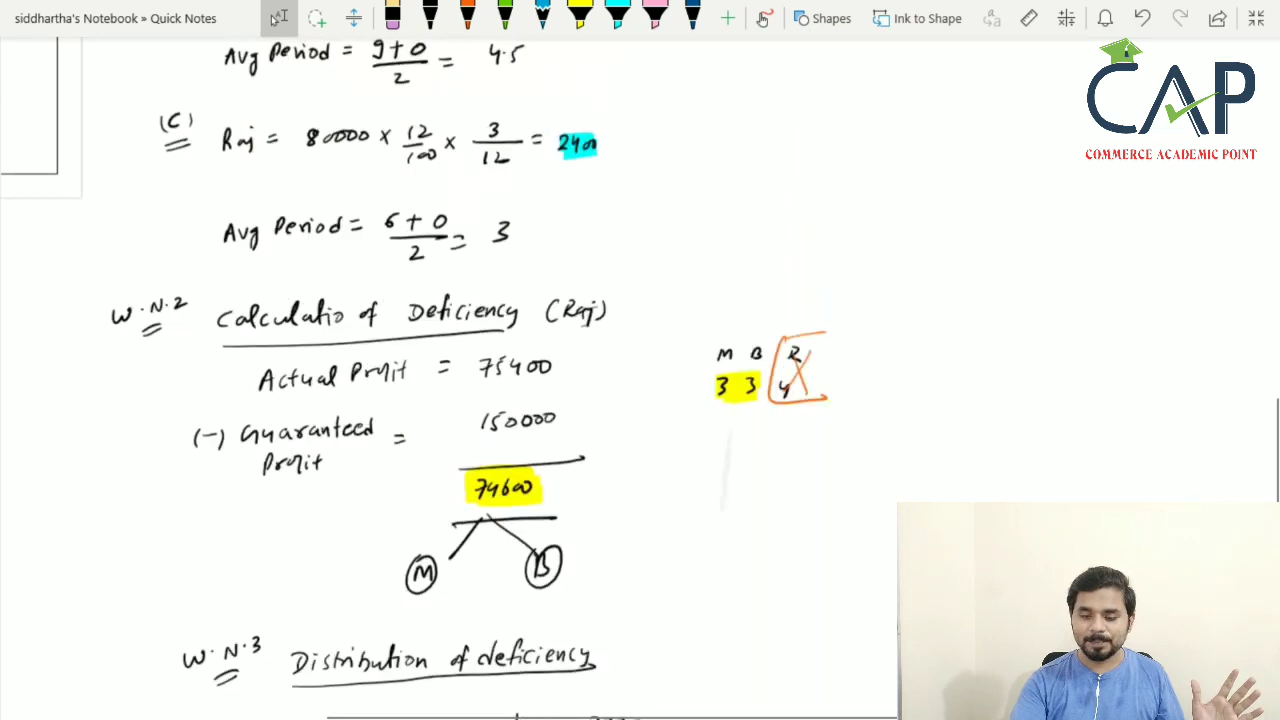 siddhartha's Notebook » Quick Notes
Shapes
Ink to Shape
Avg Period = 9+0/2 = 4.5
(C) Raj = 80000 × 12/100 × 3/12 = 2400
Avg Period = 6+0/2 = 3
W.N.2 Calculatio of Deficiency (Raj)
Actual Profit = 75400
(-) Guaranteed Profit = 150000
74600
M B
M B R
3 3 4
W.N.3 Distribution of deficiency
CAP
COMMERCE ACADEMIC POINT